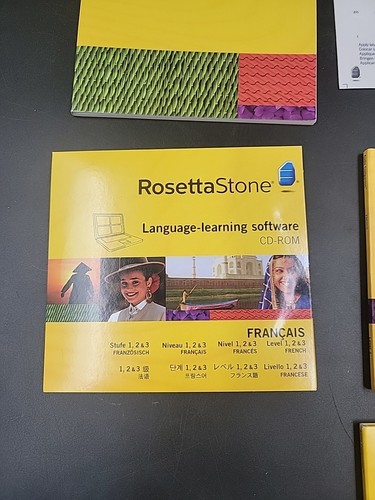 RosettaStone®
Language-learning software
CD-ROM
FRANÇAIS
Stufe 1, 2 & 3 Niveau 1, 2 & 3 Nivel 1, 2 & 3 Level 1, 2 & 3
FRANZÖSISCH FRANÇAIS FRANCÉS FRENCH
1, 2 & 3 级 단계 1, 2 & 3 レベル 1, 2 & 3 Livello 1, 2 & 3
法语 프랑스어 フランス語 FRANCESE